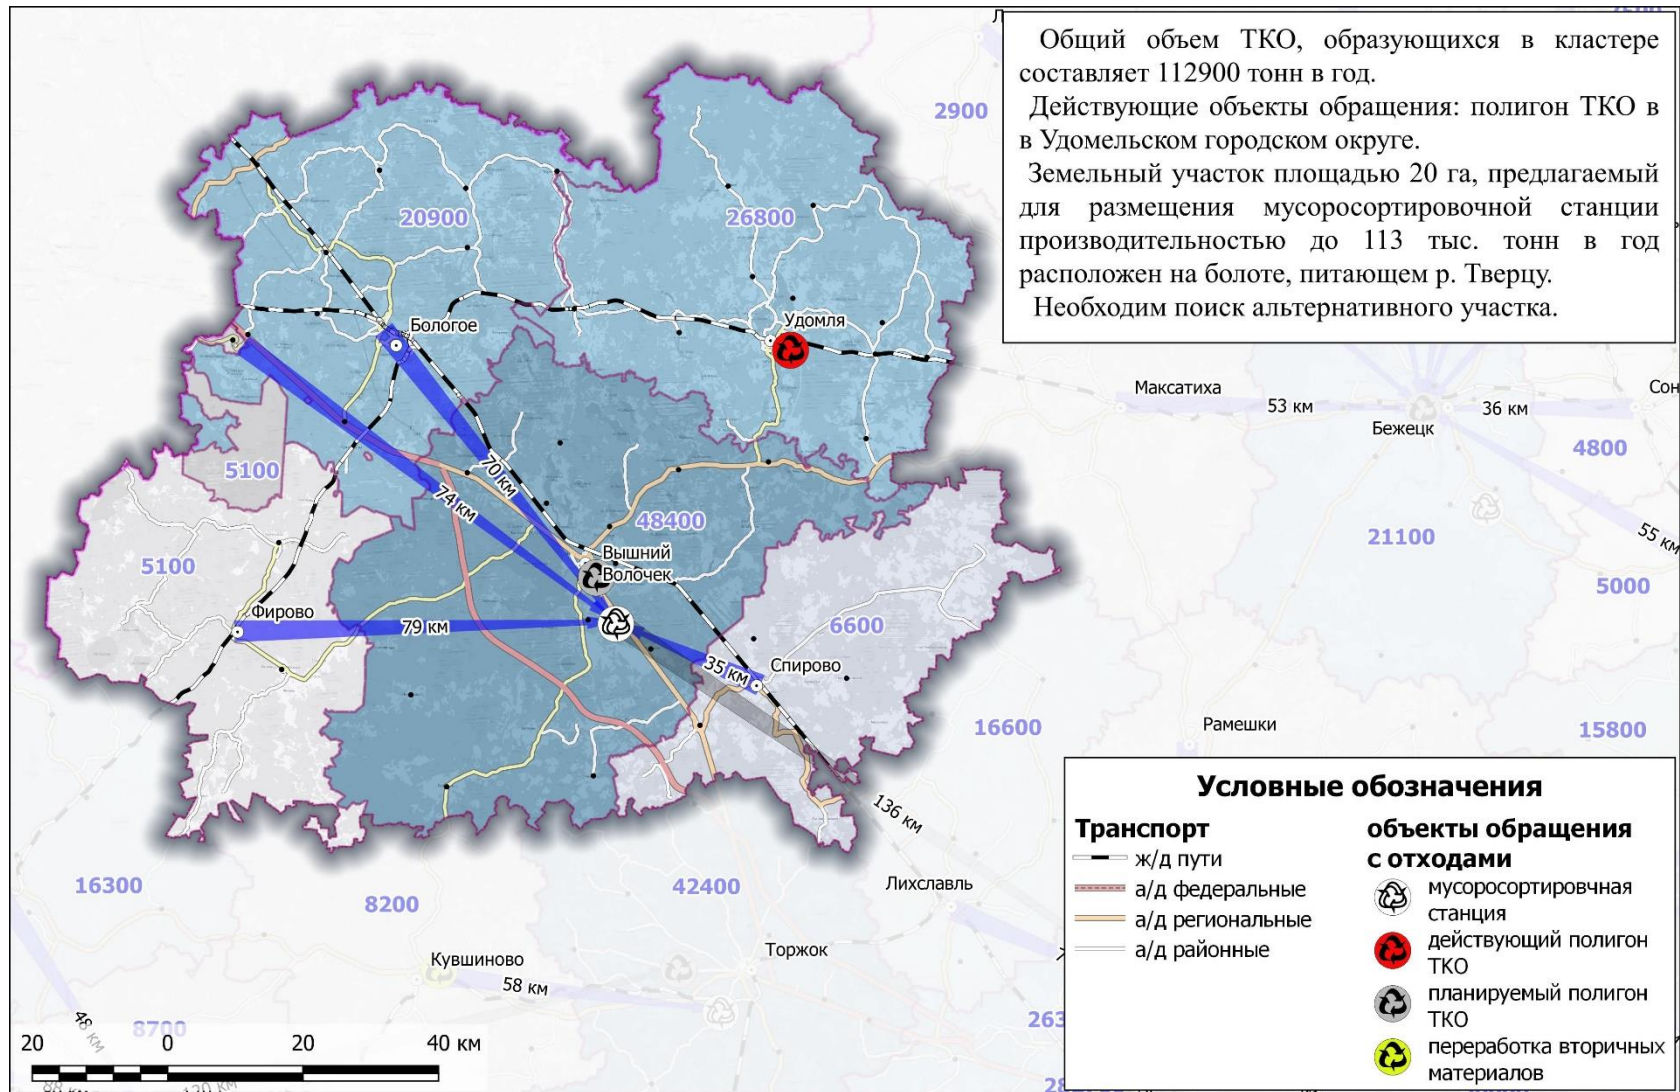 Общий объем ТКО, образующихся в кластере
составляет 112900 тонн в год.
Действующие объекты обращения: полигон ТКО в
в Удомельском городском округе.
Земельный участок площадью 20 га, предлагаемый
для размещения мусоросортировочной станции
производительностью до 113 тыс. тонн в год
расположен на болоте, питающем р. Тверцу.
Необходим поиск альтернативного участка.
2900
20900
26800
Бологое
Удомля
Максатиха
53 км
36 км
Сон
Бежецк
4800
5100
70 км
74 км
48400
21100
55 км
Вышний
Волочек
5100
5000
Фирово
79 км
6600
35 км
Спирово
16600
Рамешки
15800
136 км
16300
8200
42400
Лихславль
Торжок
Кувшиново
58 км
48 км
8700
263
120 км
20 0 20 40 км
Условные обозначения
Транспорт
ж/д пути
а/д федеральные
а/д региональные
а/д районные
объекты обращения
с отходами
мусоросортировчная
станция
действующий полигон
ТКО
планируемый полигон
ТКО
переработка вторичных
материалов